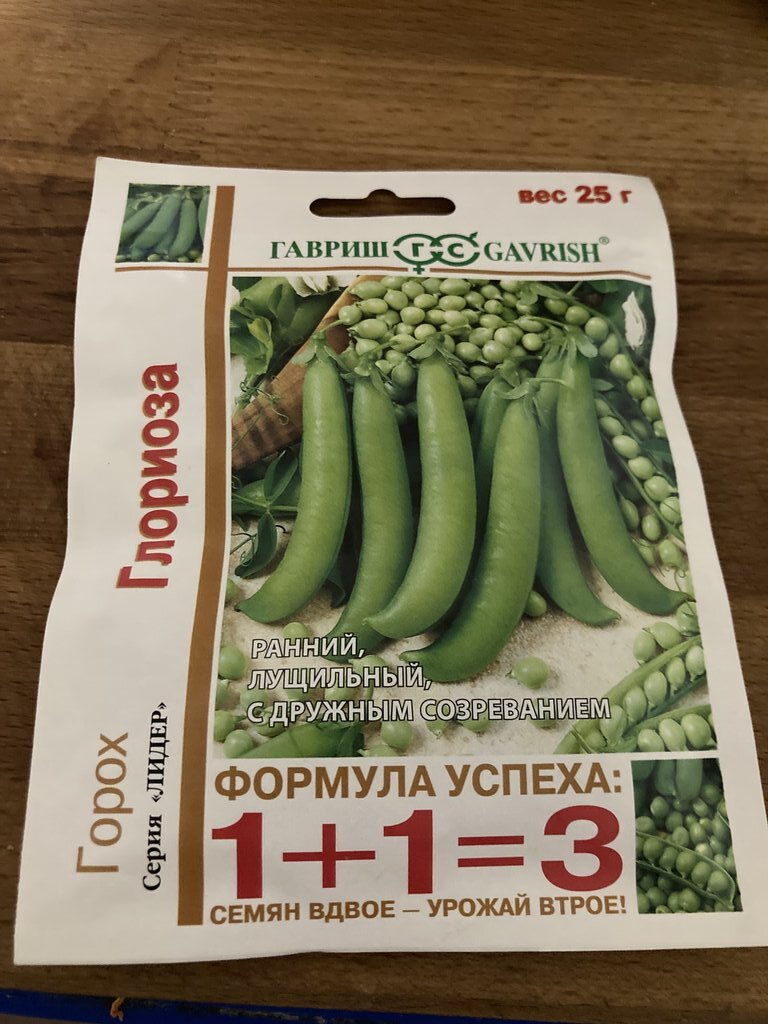 вес 25 г
ГАВРИШ Г-С GAVRISH®
Глориоза
Горох
Серия «ЛИДЕР»
РАННИЙ,
ЛУЩИЛЬНЫЙ,
С ДРУЖНЫМ СОЗРЕВАНИЕМ
ФОРМУЛА УСПЕХА:
1+1=3
СЕМЯН ВДВОЕ – УРОЖАЙ ВТРОЕ!